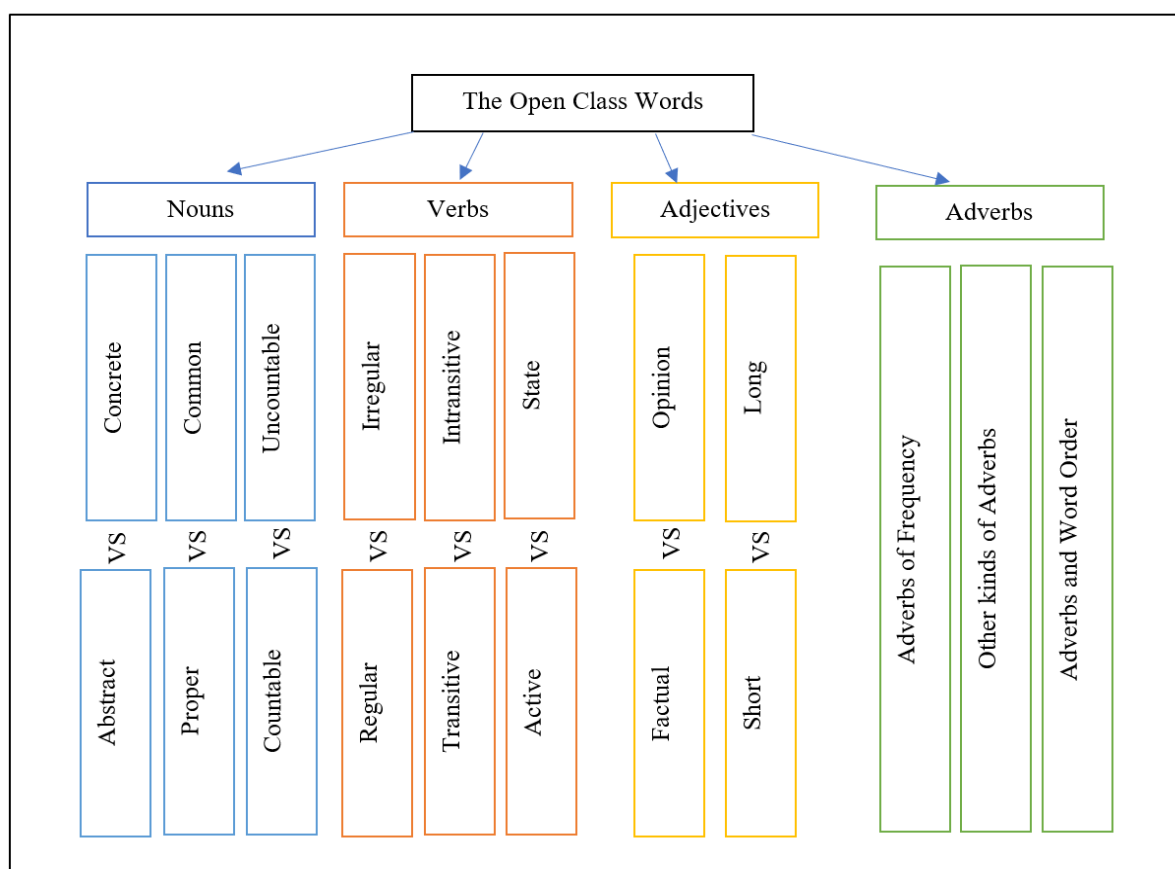 The Open Class Words
Nouns
Verbs
Adjectives
Adverbs
Concrete
Common
Uncountable
Irregular
Intransitive
State
Opinion
Long
VS
VS
VS
VS
VS
VS
VS
VS
Abstract
Proper
Countable
Regular
Transitive
Active
Factual
Short
Adverbs of Frequency
Other kinds of Adverbs
Adverbs and Word Order